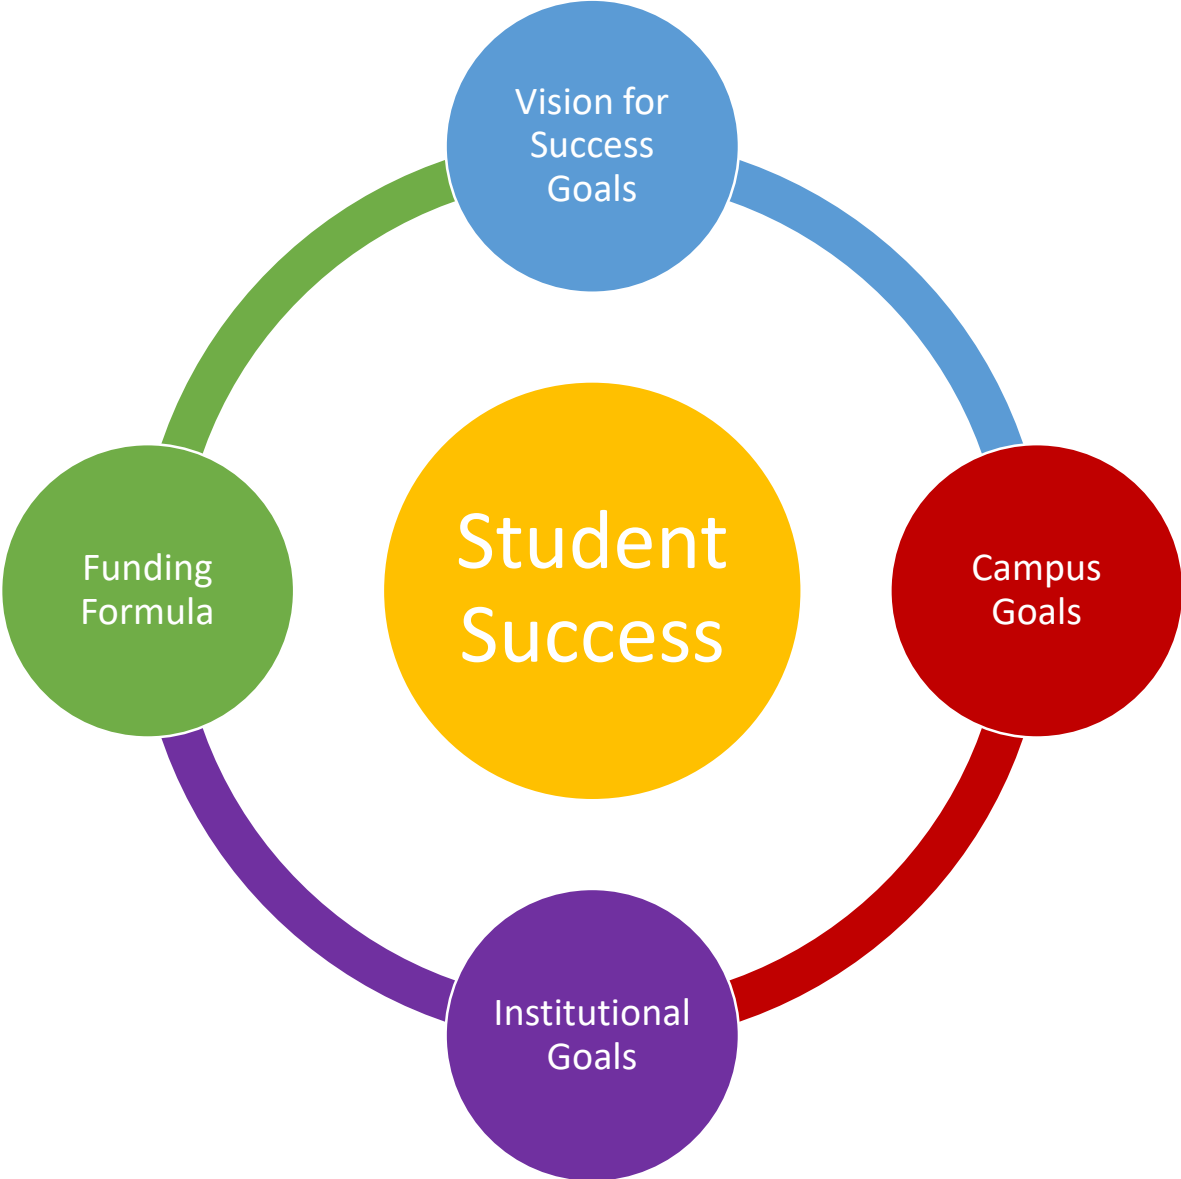 Vision for
Success
Goals
Funding
Formula
Student
Success
Campus
Goals
Institutional
Goals